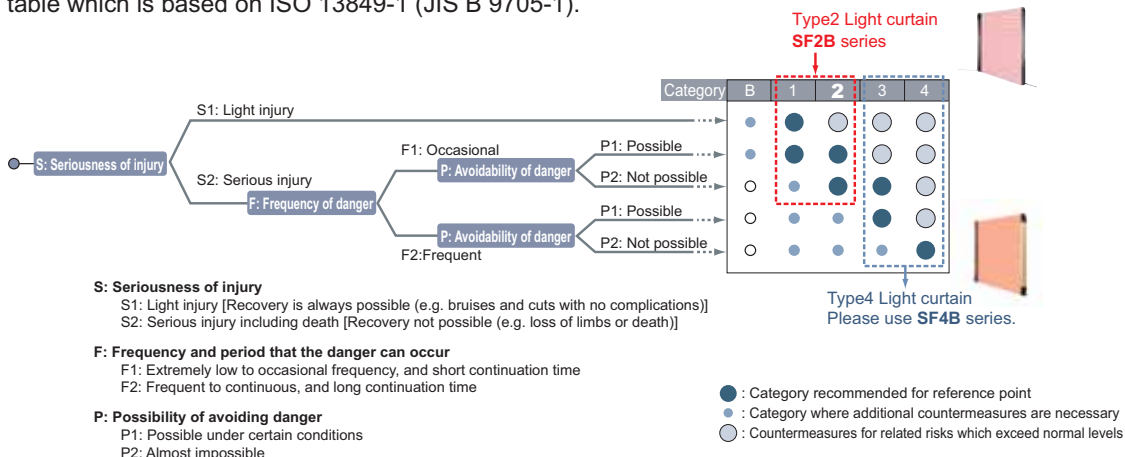 table which is based on ISO 13849-1 (JIS B 9705-1).
Type2 Light curtain
SF2B series
Category B 1 2 3 4
S1: Light injury
S: Seriousness of injury
F1: Occasional
P1: Possible
P: Avoidability of danger
S2: Serious injury
P2: Not possible
F: Frequency of danger
P1: Possible
P: Avoidability of danger
P2: Not possible
F2:Frequent
S: Seriousness of injury
S1: Light injury [Recovery is always possible (e.g. bruises and cuts with no complications)]
S2: Serious injury including death [Recovery not possible (e.g. loss of limbs or death)]
Type4 Light curtain
Please use SF4B series.
F: Frequency and period that the danger can occur
F1: Extremely low to occasional frequency, and short continuation time
F2: Frequent to continuous, and long continuation time
P: Possibility of avoiding danger
P1: Possible under certain conditions
P2: Almost impossible
: Category recommended for reference point
: Category where additional countermeasures are necessary
: Countermeasures for related risks which exceed normal levels